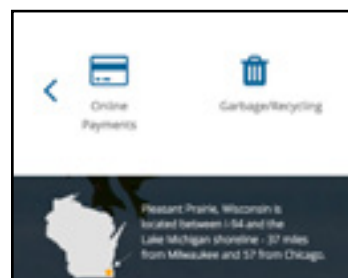 Online
Payments
Garbage/Recycling
Pleasant Prairie, Wisconsin is
located between I-94 and the
Lake Michigan shoreline - 37 miles
from Milwaukee and 57 from Chicago.